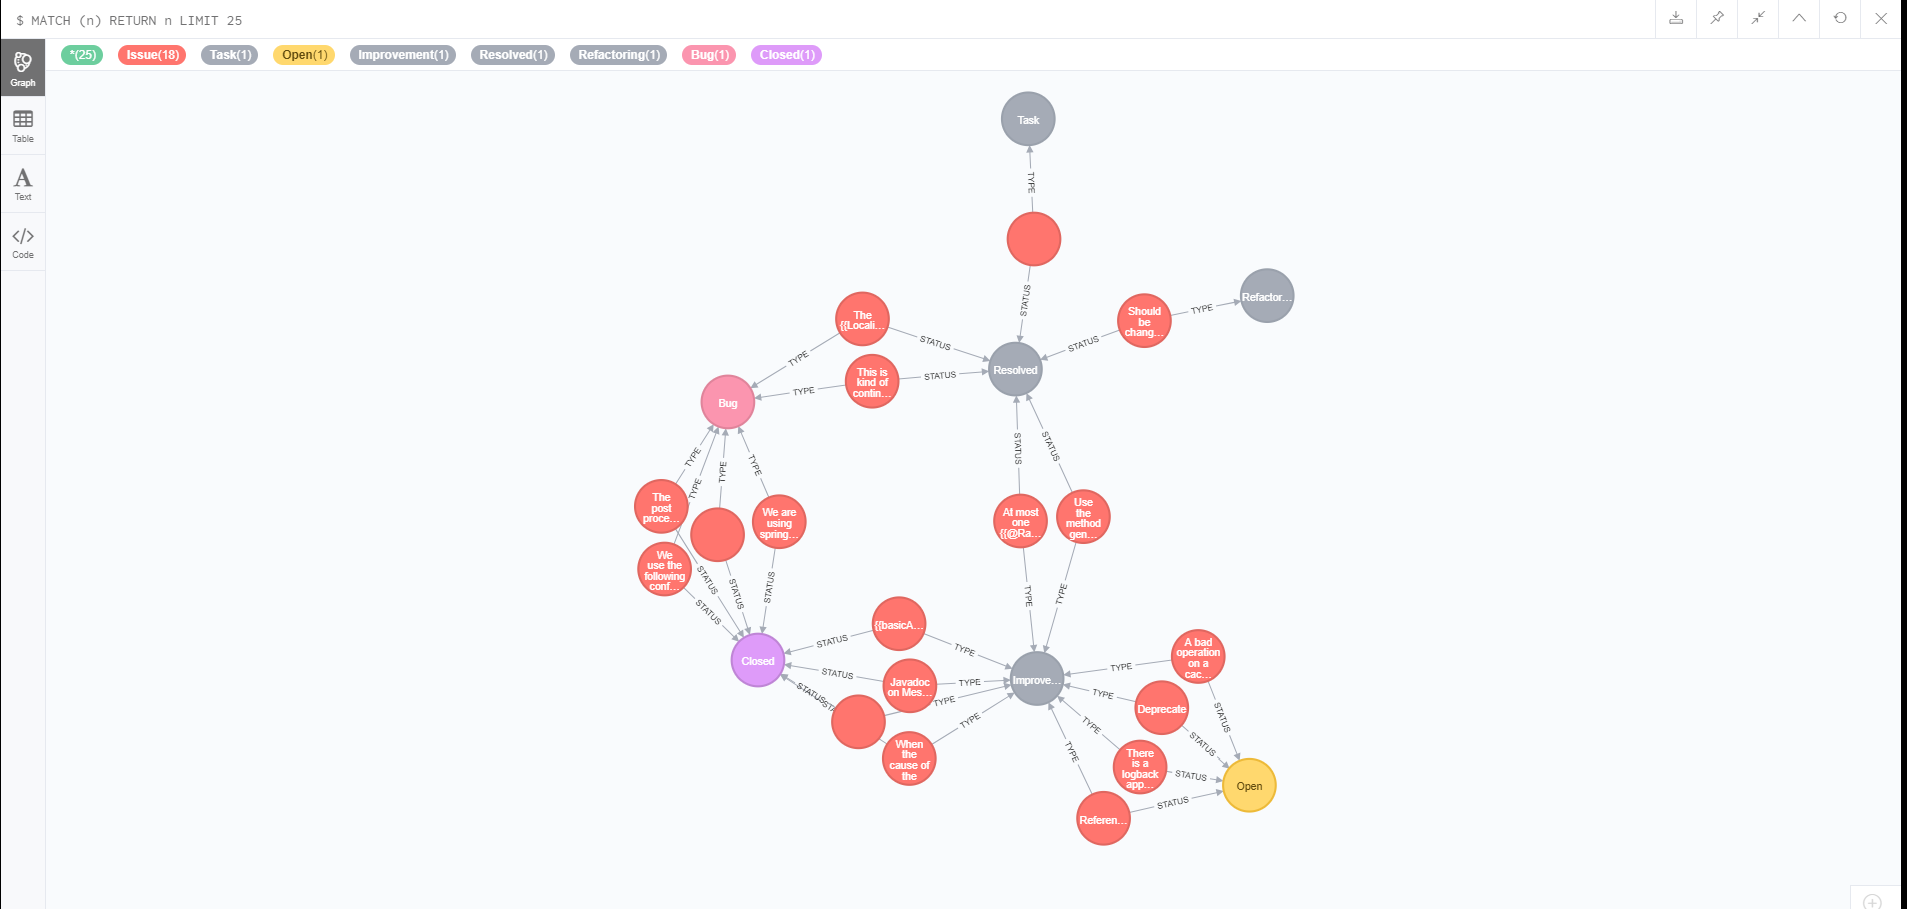 $ MATCH (n) RETURN n LIMIT 25
*(25) Issue(18) Task(1) Open(1) Improvement(1) Resolved(1) Refactoring(1) Bug(1) Closed(1)
Graph
Table
Text
Code
Task
TYPE
STATUS
Refactor...
TYPE
Should
be
chang...
STATUS
The
{{Locali...
STATUS
TYPE
Resolved
This is
kind of
contin...
STATUS
TYPE
Bug
TYPE
TYPE
TYPE
TYPE
STATUS
STATUS
The
post
proce...
We are
using
spring...
At most
one
{{@Ra...
Use
the
method
gen...
We
use the
following
conf...
STATUS
STATUS
STATUS
STATUS
TYPE
TYPE
{{basicA...
STATUS
TYPE
Closed
A bad
operation
on a
cac...
TYPE
Javadoc
on Mes...
STATUS
TYPE
Improve...
STATUS
TYPE
TYPE
Deprecate
TYPE
STATUS
STATUS
When
the
cause of
the
TYPE
TYPE
There
is a
logback
app...
STATUS
TYPE
Open
Referen...
STATUS